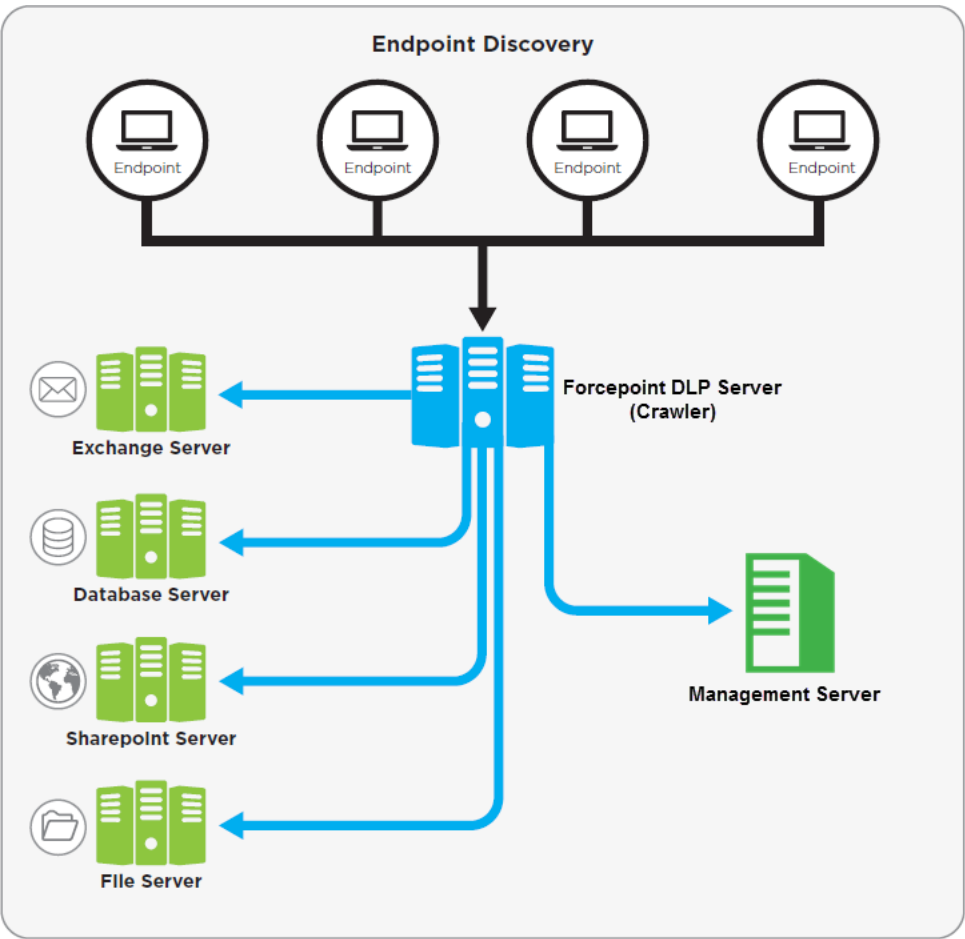 Endpoint Discovery
Endpoint
Endpoint
Endpoint
Endpoint
Forcepoint DLP Server
(Crawler)
Exchange Server
Database Server
Sharepoint Server
File Server
Management Server